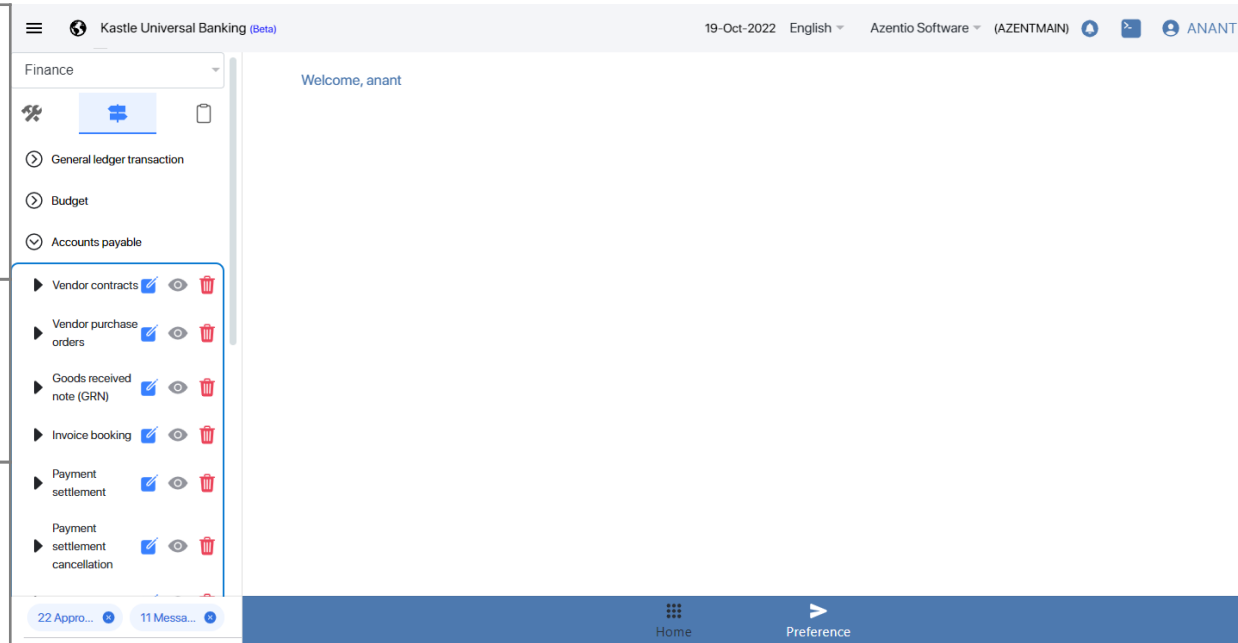 Kastle Universal Banking (Beta) 19-Oct-2022 English Azentio Software (AZENTMAIN) ANANT
Finance
Welcome, anant
General ledger transaction
Budget
Accounts payable
Vendor contracts
Vendor purchase
orders
Goods received
note (GRN)
Invoice booking
Payment
settlement
Payment
settlement
cancellation
22 Appro... 11 Messa...
Home Preference